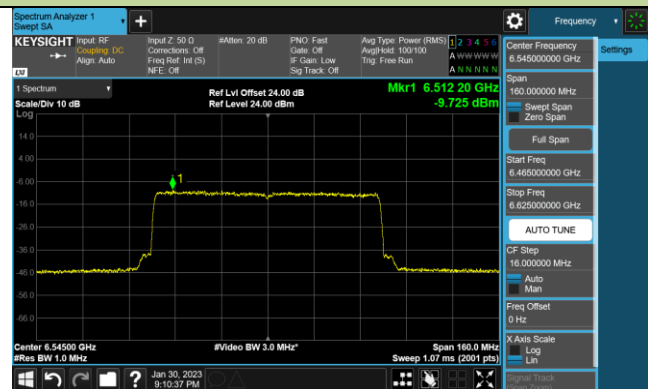 Spectrum Analyzer 1
Swept SA
+
Frequency
KEYSIGHT
Input: RF
Coupling: DC
Align: Auto
Input Z: 50 Ω
Corrections: Off
Freq Ref: Int (S)
NFE: Off
#Atten: 20 dB
PNO: Fast
Gate: Off
IF Gain: Low
Sig Track: Off
Avg Type: Power (RMS)
Avg|Hold: 100/100
Trig: Free Run
1 2 3 4 5 6
A W W W W W
A N N N N N
LXI
1 Spectrum
Scale/Div 10 dB
Log
Ref Lvl Offset 24.00 dB
Ref Level 24.00 dBm
Mkr1 6.512 20 GHz
-9.725 dBm
14.0
4.00
-6.00
-16.0
-26.0
-36.0
-46.0
-56.0
-66.0
1
Center 6.54500 GHz
#Res BW 1.0 MHz
#Video BW 3.0 MHz*
Span 160.0 MHz
Sweep 1.07 ms (2001 pts)
Jan 30, 2023
9:10:37 PM
?
Center Frequency
6.545000000 GHz
Span
160.000000 MHz
Swept Span
Zero Span
Full Span
Start Freq
6.465000000 GHz
Stop Freq
6.625000000 GHz
AUTO TUNE
CF Step
16.000000 MHz
Auto
Man
Freq Offset
0 Hz
X Axis Scale
Log
Lin
Signal Track
(Span Zoom)
Settings